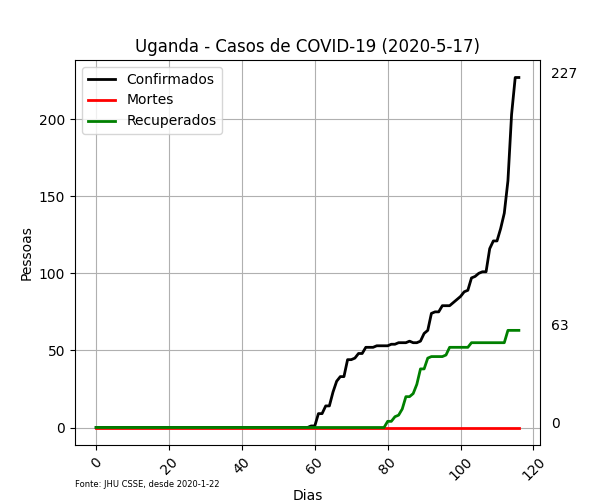 Uganda - Casos de COVID-19 (2020-5-17)
Confirmados
Mortes
Recuperados
227
63
0
200
150
100
50
0
Pessoas
0
20
40
60
80
100
120
Fonte: JHU CSSE, desde 2020-1-22
Dias